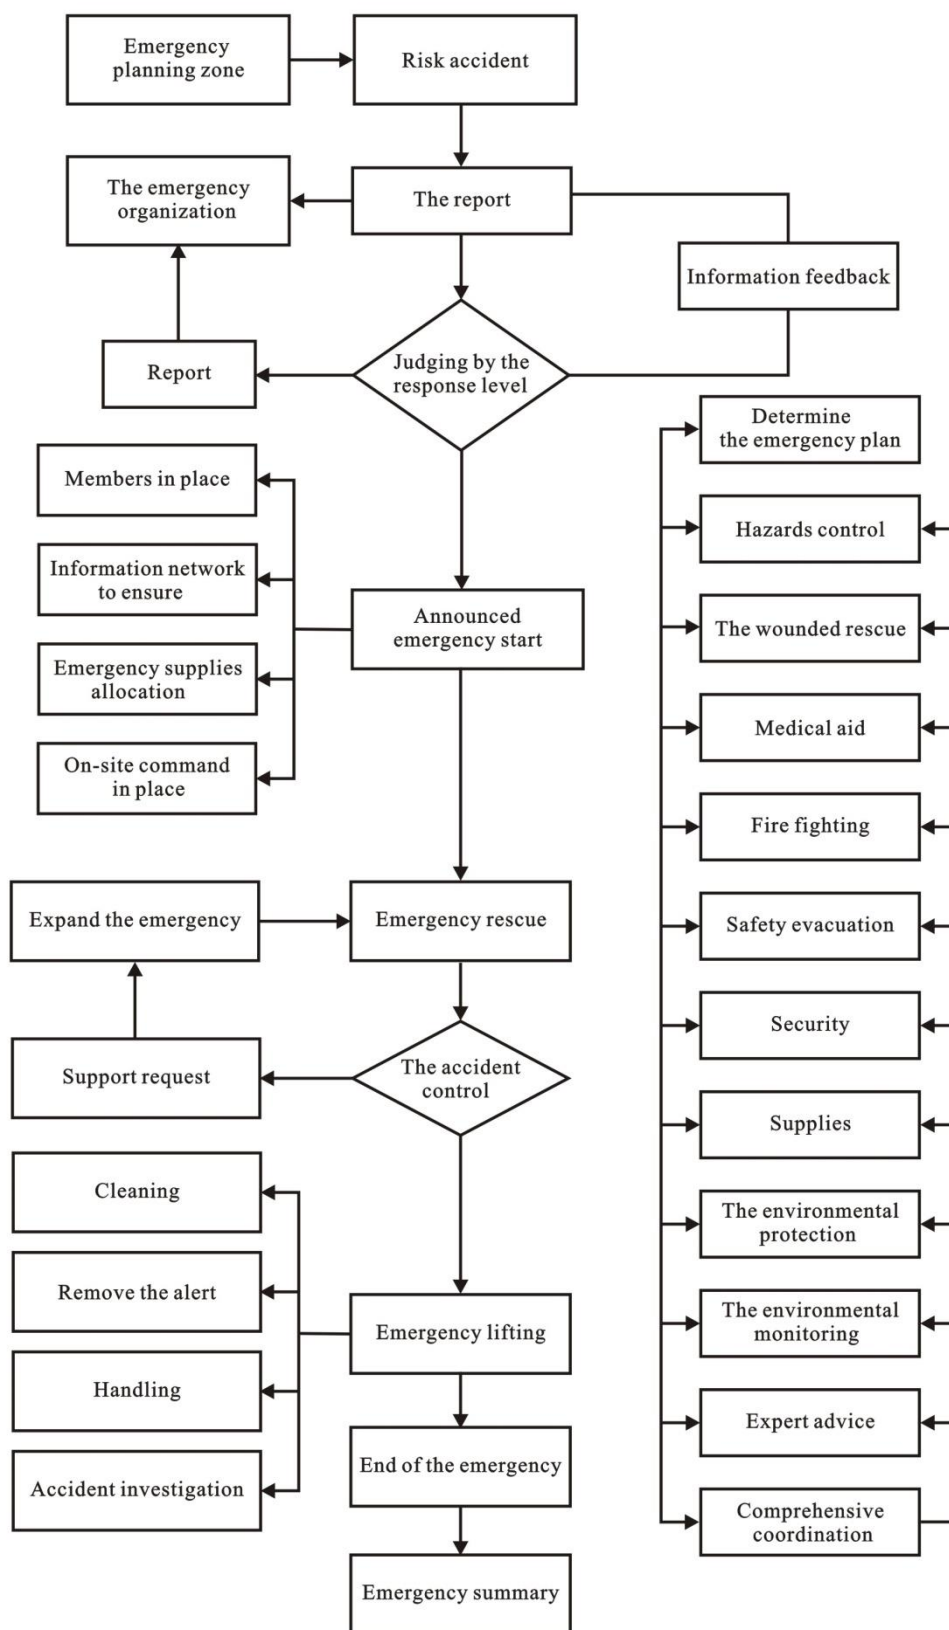 Emergency
planning zone
Risk accident
The emergency
organization
The report
Information feedback
Report
Judging by the
response level
Members in place
Information network
to ensure
Emergency supplies
allocation
On-site command
in place
Announced
emergency start
Expand the emergency
Emergency rescue
Support request
The accident
control
Cleaning
Remove the alert
Handling
Accident investigation
Emergency lifting
End of the emergency
Emergency summary
Determine
the emergency plan
Hazards control
The wounded rescue
Medical aid
Fire fighting
Safety evacuation
Security
Supplies
The environmental
protection
The environmental
monitoring
Expert advice
Comprehensive
coordination